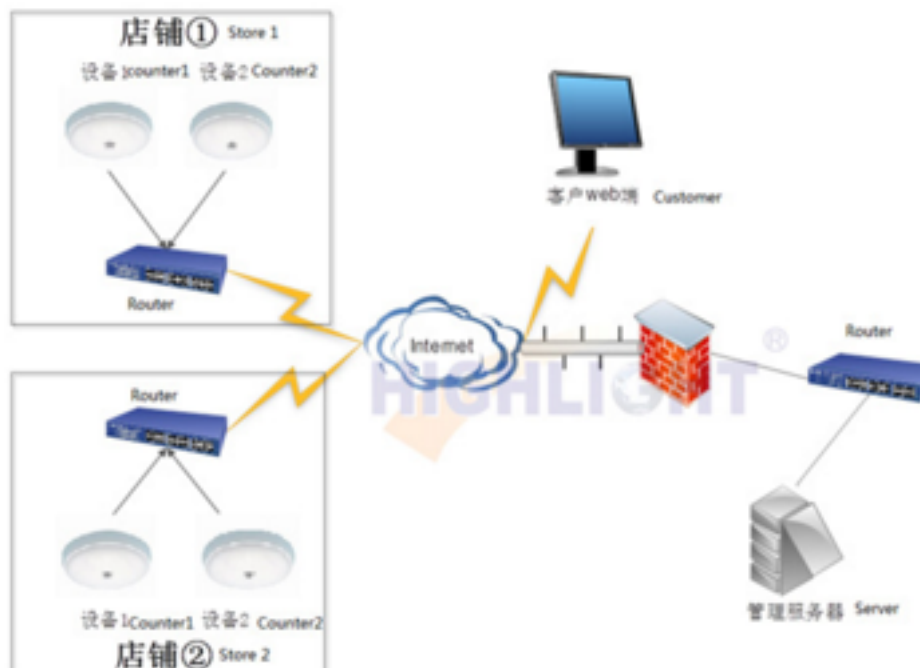 店铺① Store 1
设备1counter1 设备2 Counter2
Router
客户web端 Customer
Internet
Router
HIGHLIGHT®
Router
设备1Counter1 设备2 Counter2
店铺② Store 2
管理服务器 Server